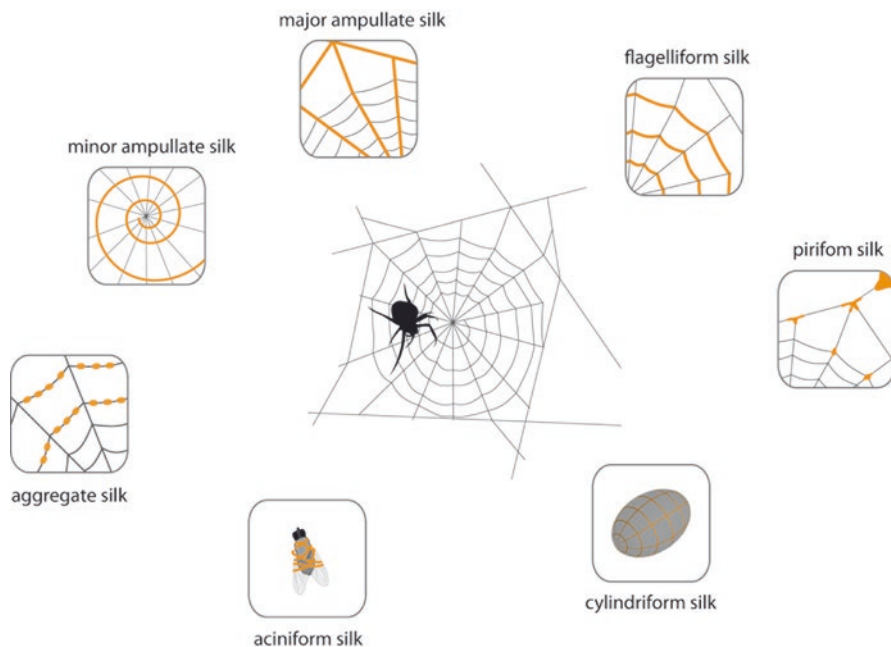 major ampullate silk
flagelliform silk
minor ampullate silk
pirifom silk
aggregate silk
cylindriform silk
aciniform silk